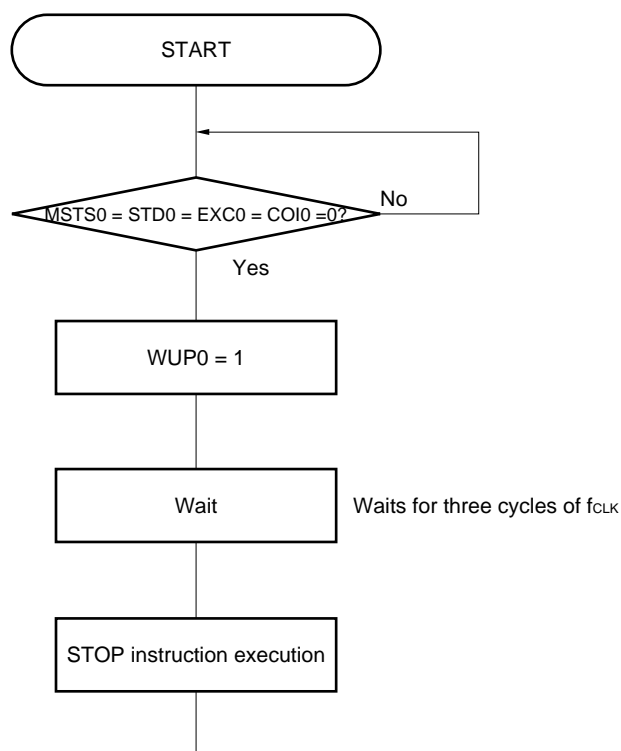 START
MSTS0 = STD0 = EXC0 = COI0 =0?
No
Yes
WUP0 = 1
Wait
Waits for three cycles of fCLK
STOP instruction execution